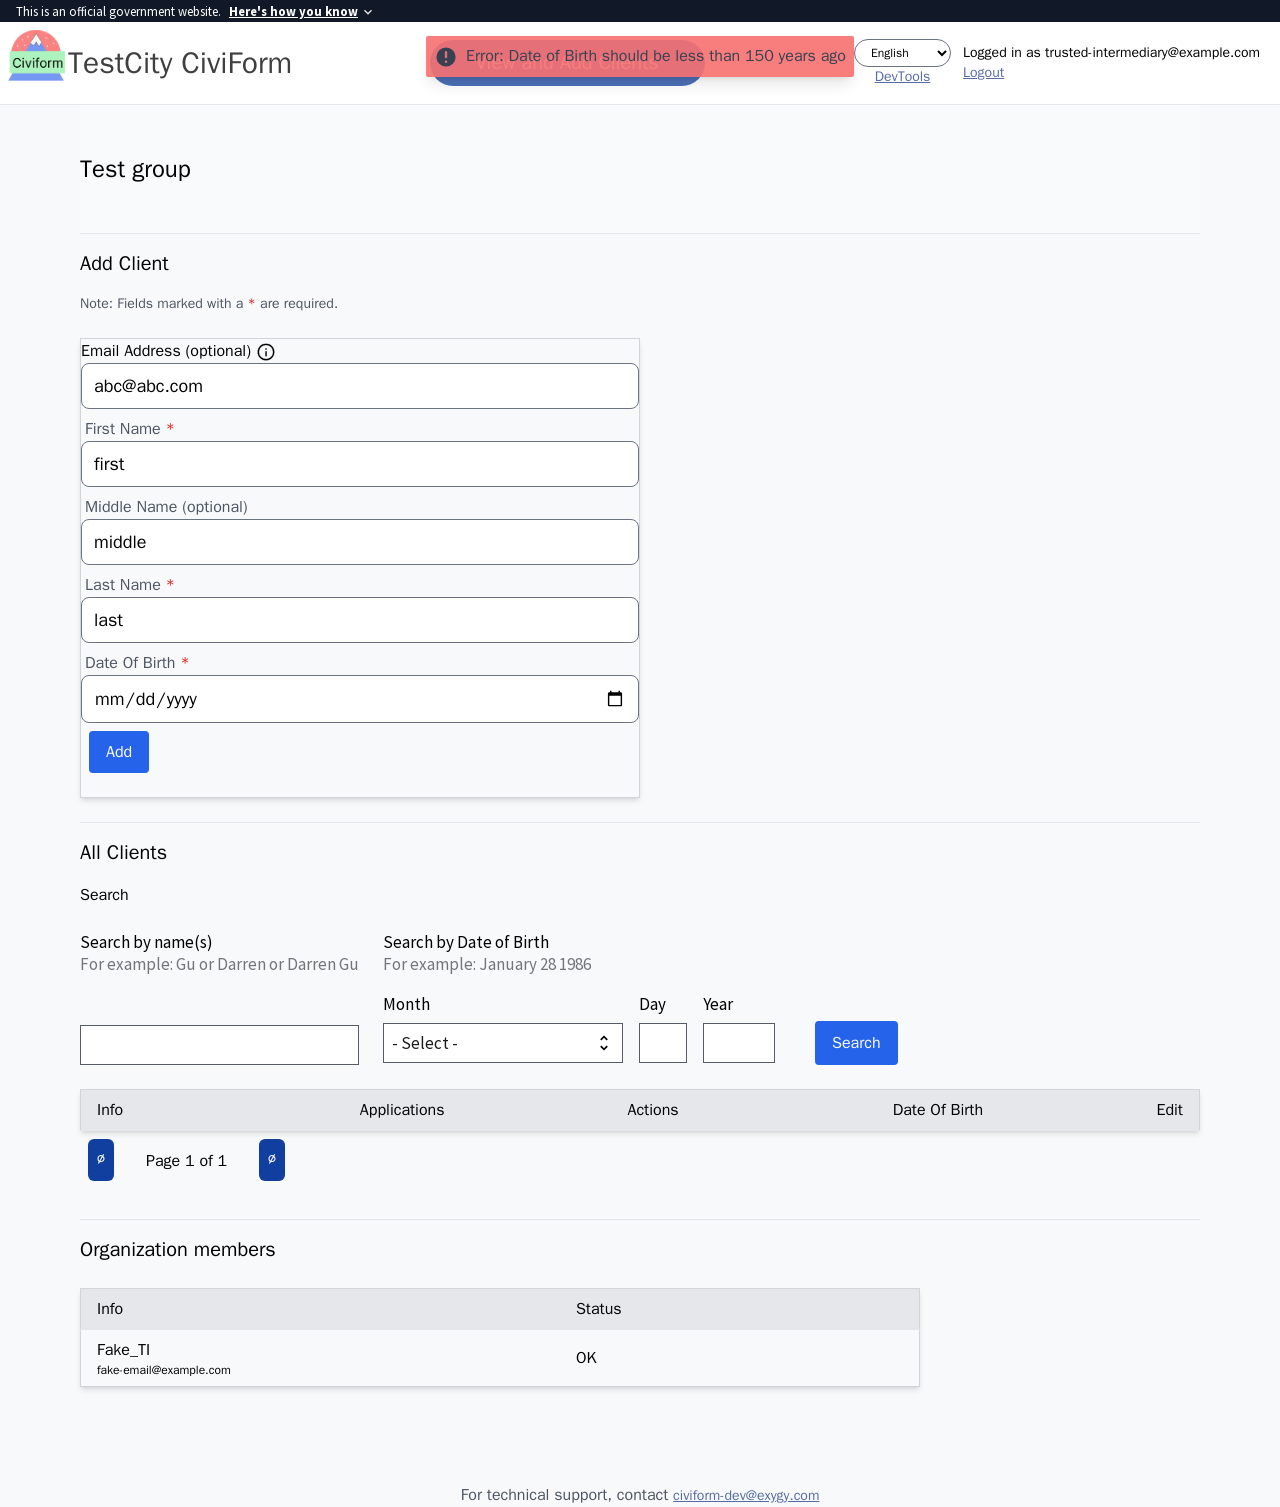 This is an official government website. Here's how you know
Civiform
TestCity CiviForm
View and Add Clients
Error: Date of Birth should be less than 150 years ago
English
DevTools
Logged in as trusted-intermediary@example.com
Logout
Test group
Add Client
Note: Fields marked with a * are required.
Email Address (optional)
abc@abc.com
First Name *
first
Middle Name (optional)
middle
Last Name *
last
Date Of Birth *
mm/dd/yyyy
Add
All Clients
Search
Search by name(s)
For example: Gu or Darren or Darren Gu
Search by Date of Birth
For example: January 28 1986
Month Day Year
- Select -
Search
Info Applications Actions Date Of Birth Edit
∅ Page 1 of 1 ∅
Organization members
Info Status
Fake_TI
fake-email@example.com
OK
For technical support, contact civiform-dev@exygy.com